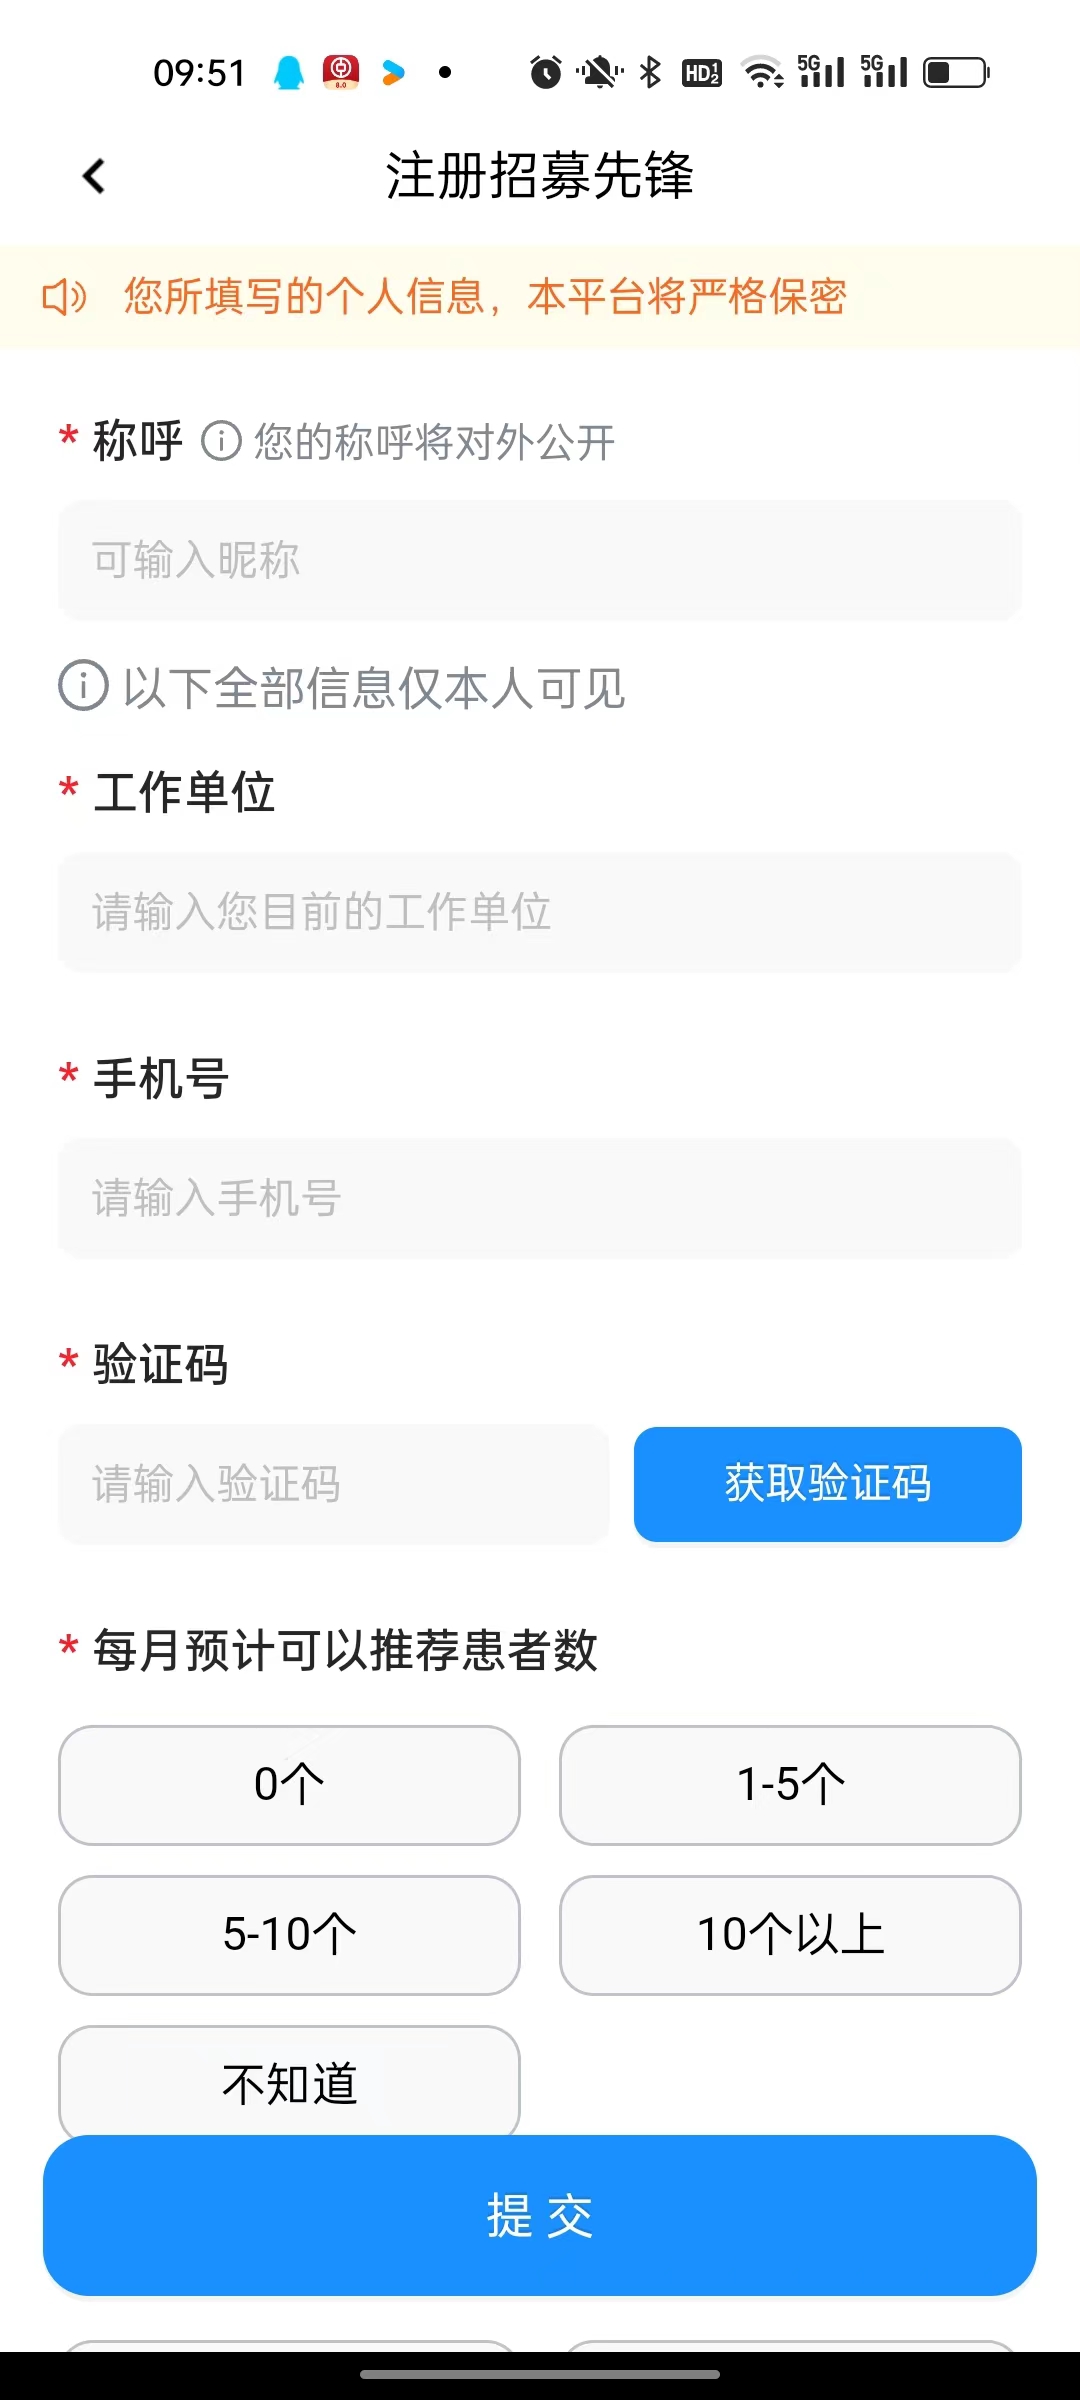 09:51 HD12 5G 5G
注册招募先锋
您所填写的个人信息，本平台将严格保密
* 称呼 您的称呼将对外公开
可输入昵称
以下全部信息仅本人可见
* 工作单位
请输入您目前的工作单位
* 手机号
请输入手机号
* 验证码
请输入验证码 获取验证码
* 每月预计可以推荐患者数
0个 1-5个
5-10个 10个以上
不知道
提 交